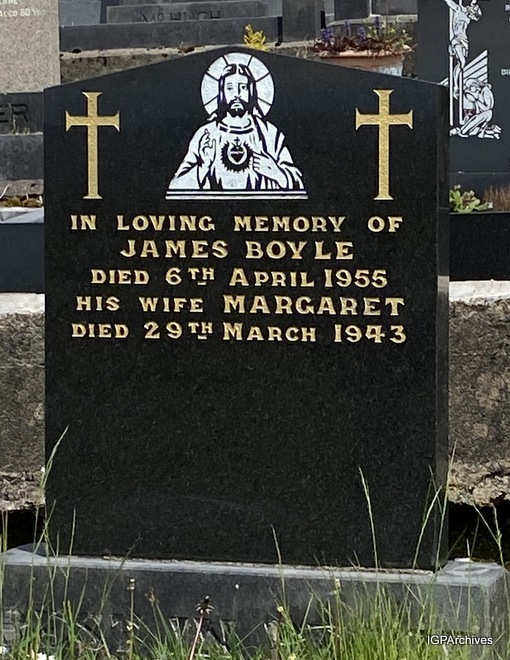 IN LOVING MEMORY OF
JAMES BOYLE
DIED 6TH APRIL 1955
HIS WIFE MARGARET
DIED 29TH MARCH 1943
IGPArchives